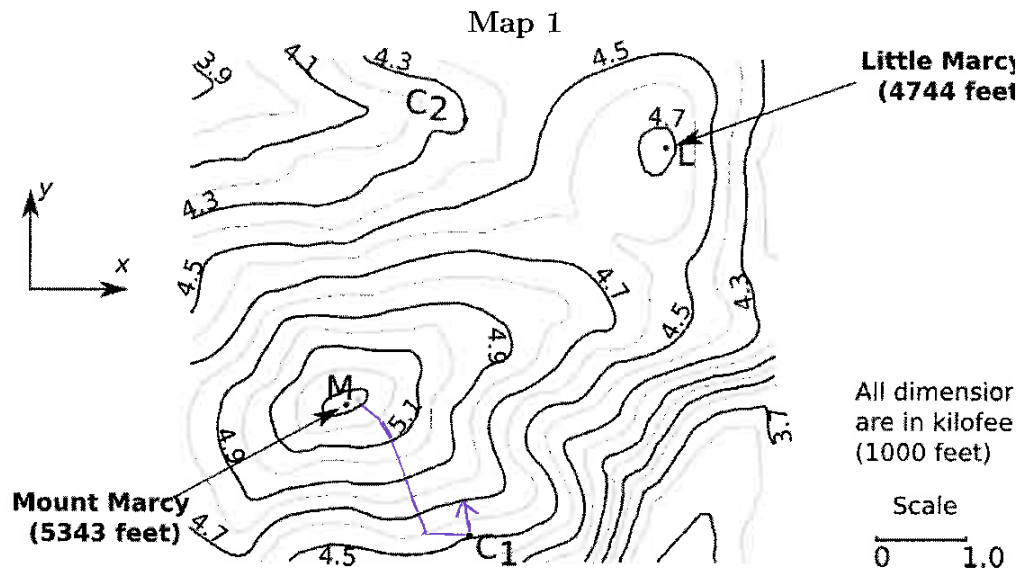 Map 1
3.9
4.1
4.3
4.5
Little Marcy
(4744 feet
C2
4.7
L
y
4.3
x
4.5
4.7
4.3
4.5
4.9
M
5.1
All dimension
are in kilofee
(1000 feet)
3.7
4.9
Mount Marcy
(5343 feet)
4.7
4.5
C1
Scale
0 1.0